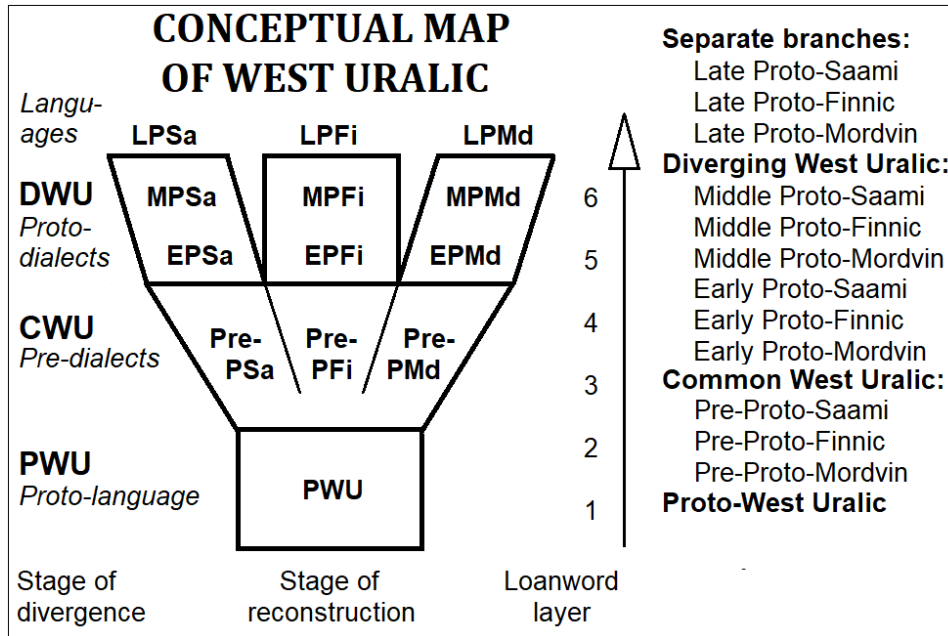 CONCEPTUAL MAP
OF WEST URALIC
Langu-
ages
LPSa
LPFi
LPMd
DWU
Proto-
dialects
MPSa
MPFi
MPMd
EPSa
EPFi
EPMd
CWU
Pre-dialects
Pre-
PSa
Pre-
PFi
Pre-
PMd
PWU
Proto-language
PWU
6
5
4
3
2
1
Stage of
divergence
Stage of
reconstruction
Loanword
layer
Separate branches:
Late Proto-Saami
Late Proto-Finnic
Late Proto-Mordvin
Diverging West Uralic:
Middle Proto-Saami
Middle Proto-Finnic
Middle Proto-Mordvin
Early Proto-Saami
Early Proto-Finnic
Early Proto-Mordvin
Common West Uralic:
Pre-Proto-Saami
Pre-Proto-Finnic
Pre-Proto-Mordvin
Proto-West Uralic